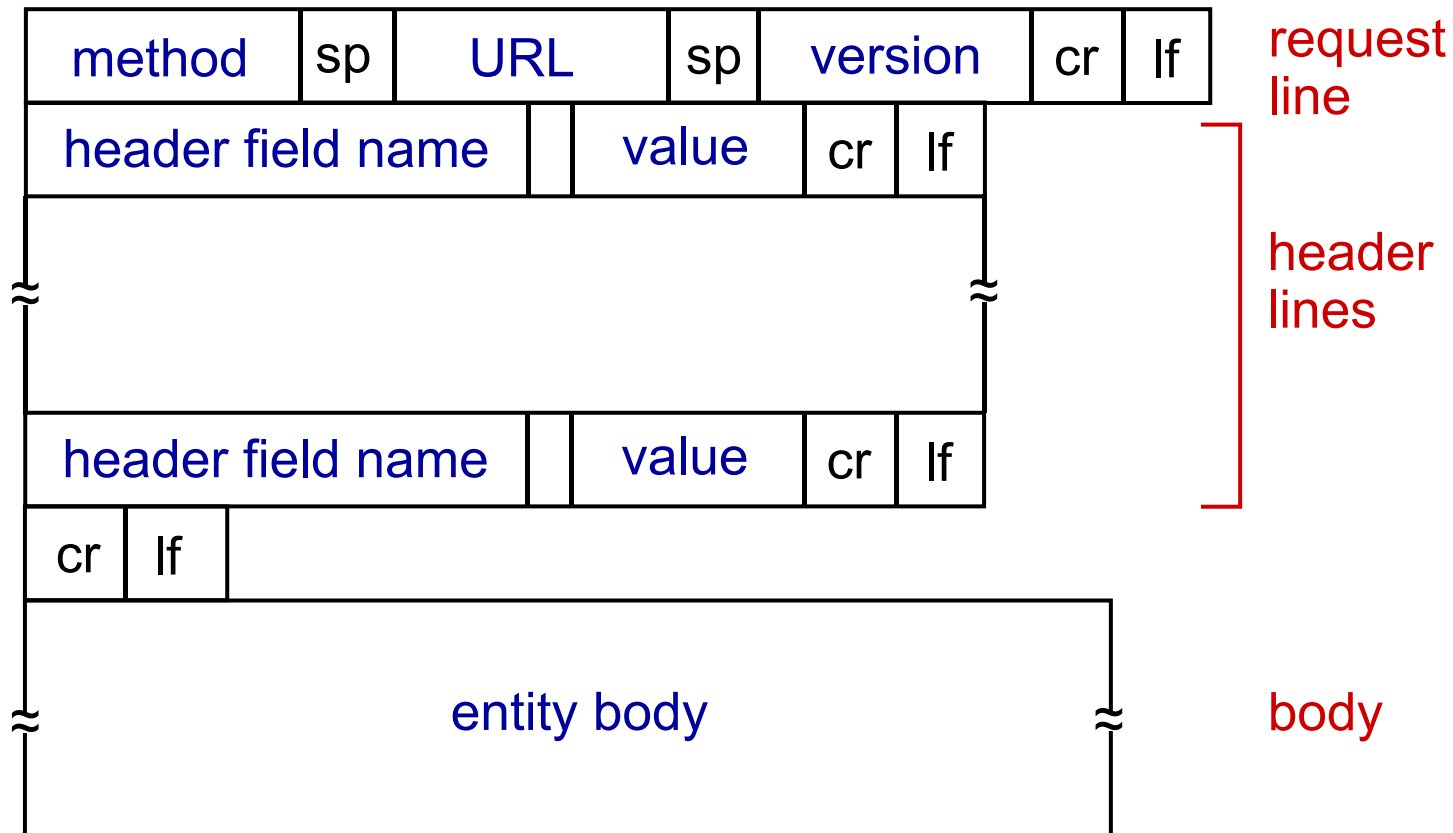 method sp URL sp version cr lf request
line
header field name value cr lf
header
lines
header field name value cr lf
cr lf
entity body body